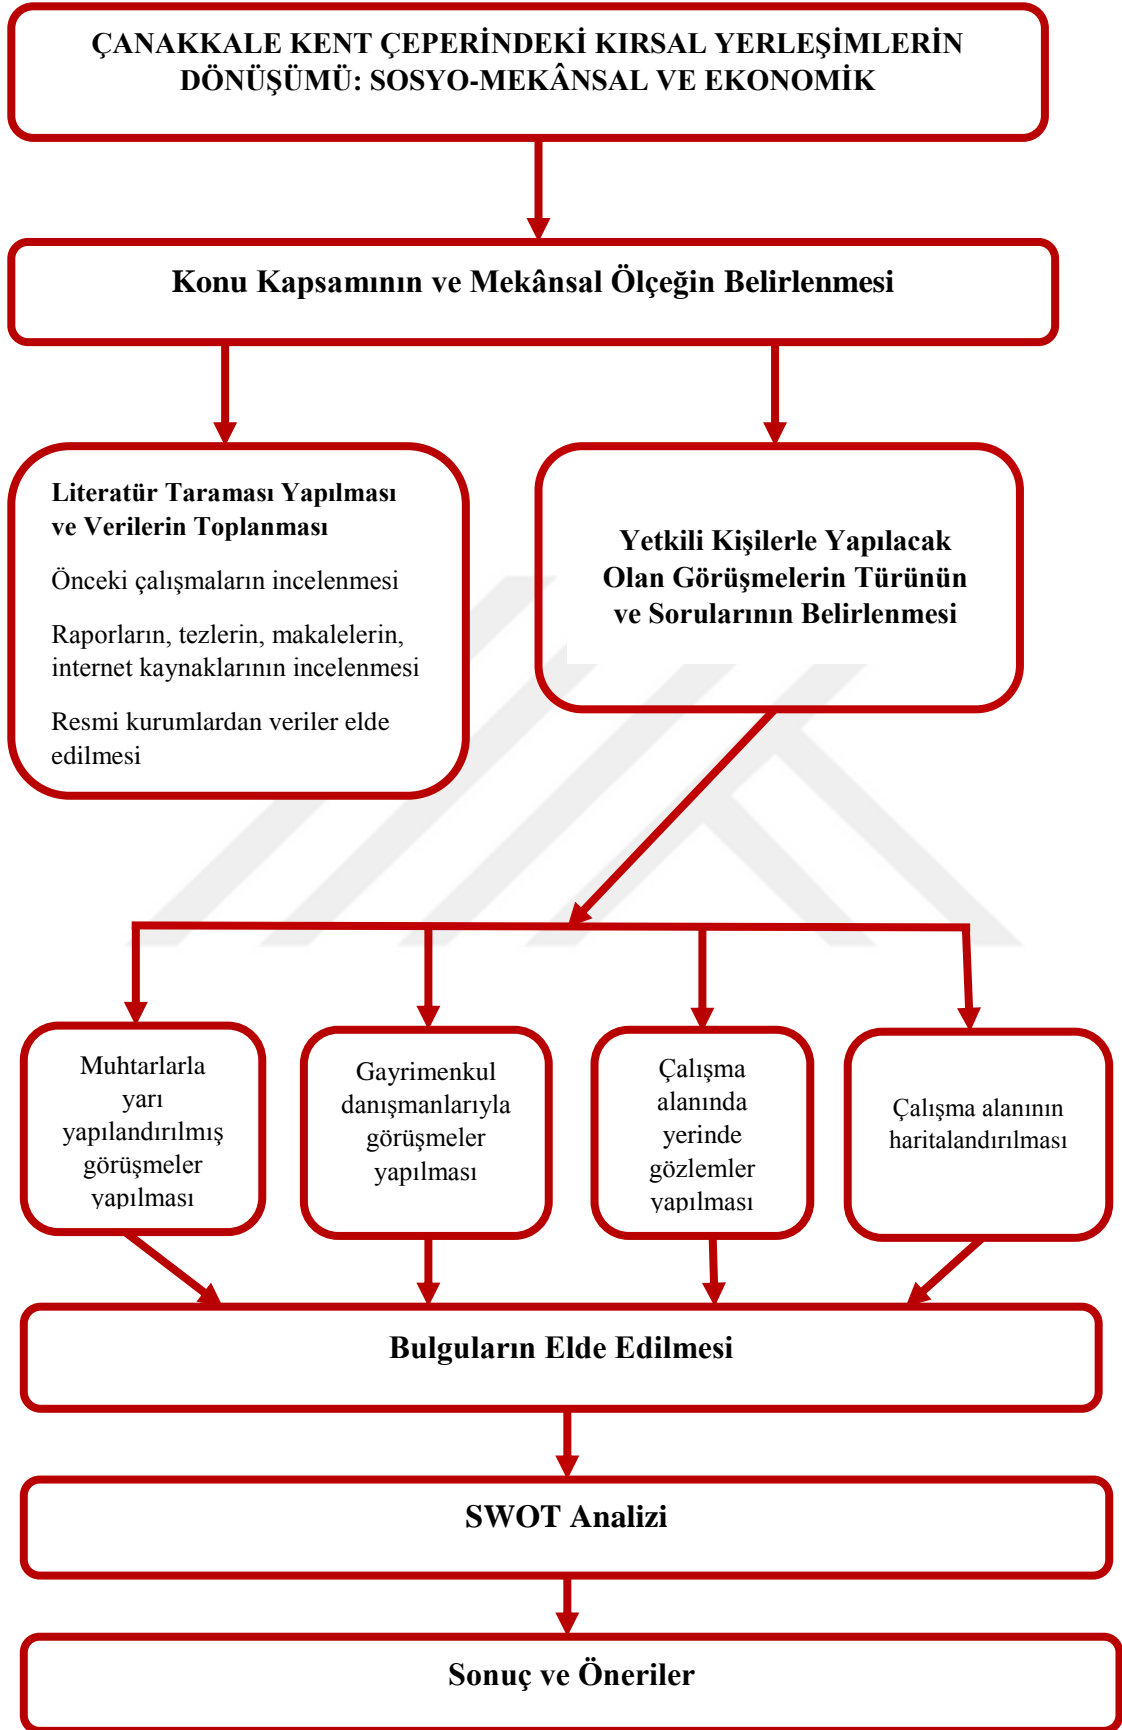 ÇANAKKALE KENT ÇEPERİNDEKİ KIRSAL YERLEŞİMLERİN
DÖNÜŞÜMÜ: SOSYO-MEKÂNSAL VE EKONOMİK
Konu Kapsamının ve Mekânsal Ölçeğin Belirlenmesi
Literatür Taraması Yapılması
ve Verilerin Toplanması
Önceki çalışmaların incelenmesi
Raporların, tezlerin, makalelerin,
internet kaynaklarının incelenmesi
Resmi kurumlardan veriler elde
edilmesi
Yetkili Kişilerle Yapılacak
Olan Görüşmelerin Türünün
ve Sorularının Belirlenmesi
Muhtarlarla
yarı
yapılandırılmış
görüşmeler
yapılması
Gayrimenkul
danışmanlarıyla
görüşmeler
yapılması
Çalışma
alanında
yerinde
gözlemler
yapılması
Çalışma alanının
haritalandırılması
Bulguların Elde Edilmesi
SWOT Analizi
Sonuç ve Öneriler